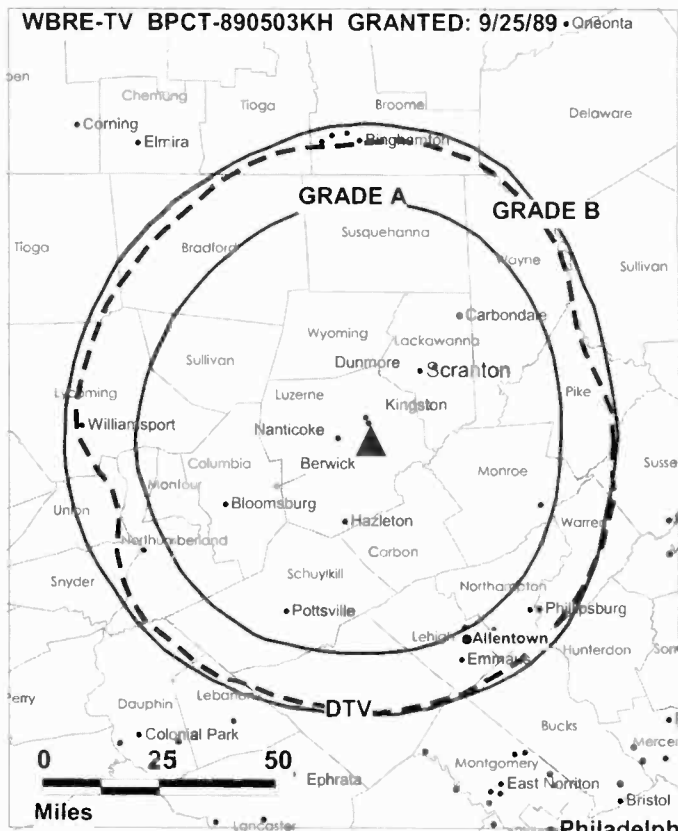 WBRE-TV BPCT-890503KH GRANTED: 9/25/89
Oneonta
Chemung
Tioga
Broome
Delaware
Corning
Elmira
Binghamton
GRADE A
GRADE B
Susquehanna
Tioga
Bradford
Wayne
Sullivan
Carbondale
Wyoming
Lackawanna
Sullivan
Dunmore
Scranton
Lycoming
Luzerne
Kingston
Pike
Williamsport
Nanticoke
Columbia
Berwick
Monroe
Susse
Montour
Bloomsburg
Union
Hazleton
Warren
Northumberland
Carbon
Snyder
Schuylkill
Northampton
Pottsville
Phillipsburg
Lehigh
Allentown
Hunterdon
Som
Emmaus
Perry
Dauphin
Lebanon
DTV
Bucks
Colonial Park
Mercer
0 25 50
Montgomery
Ephrata
East Norriton
Miles
Bristol
Lancaster
Philadelph